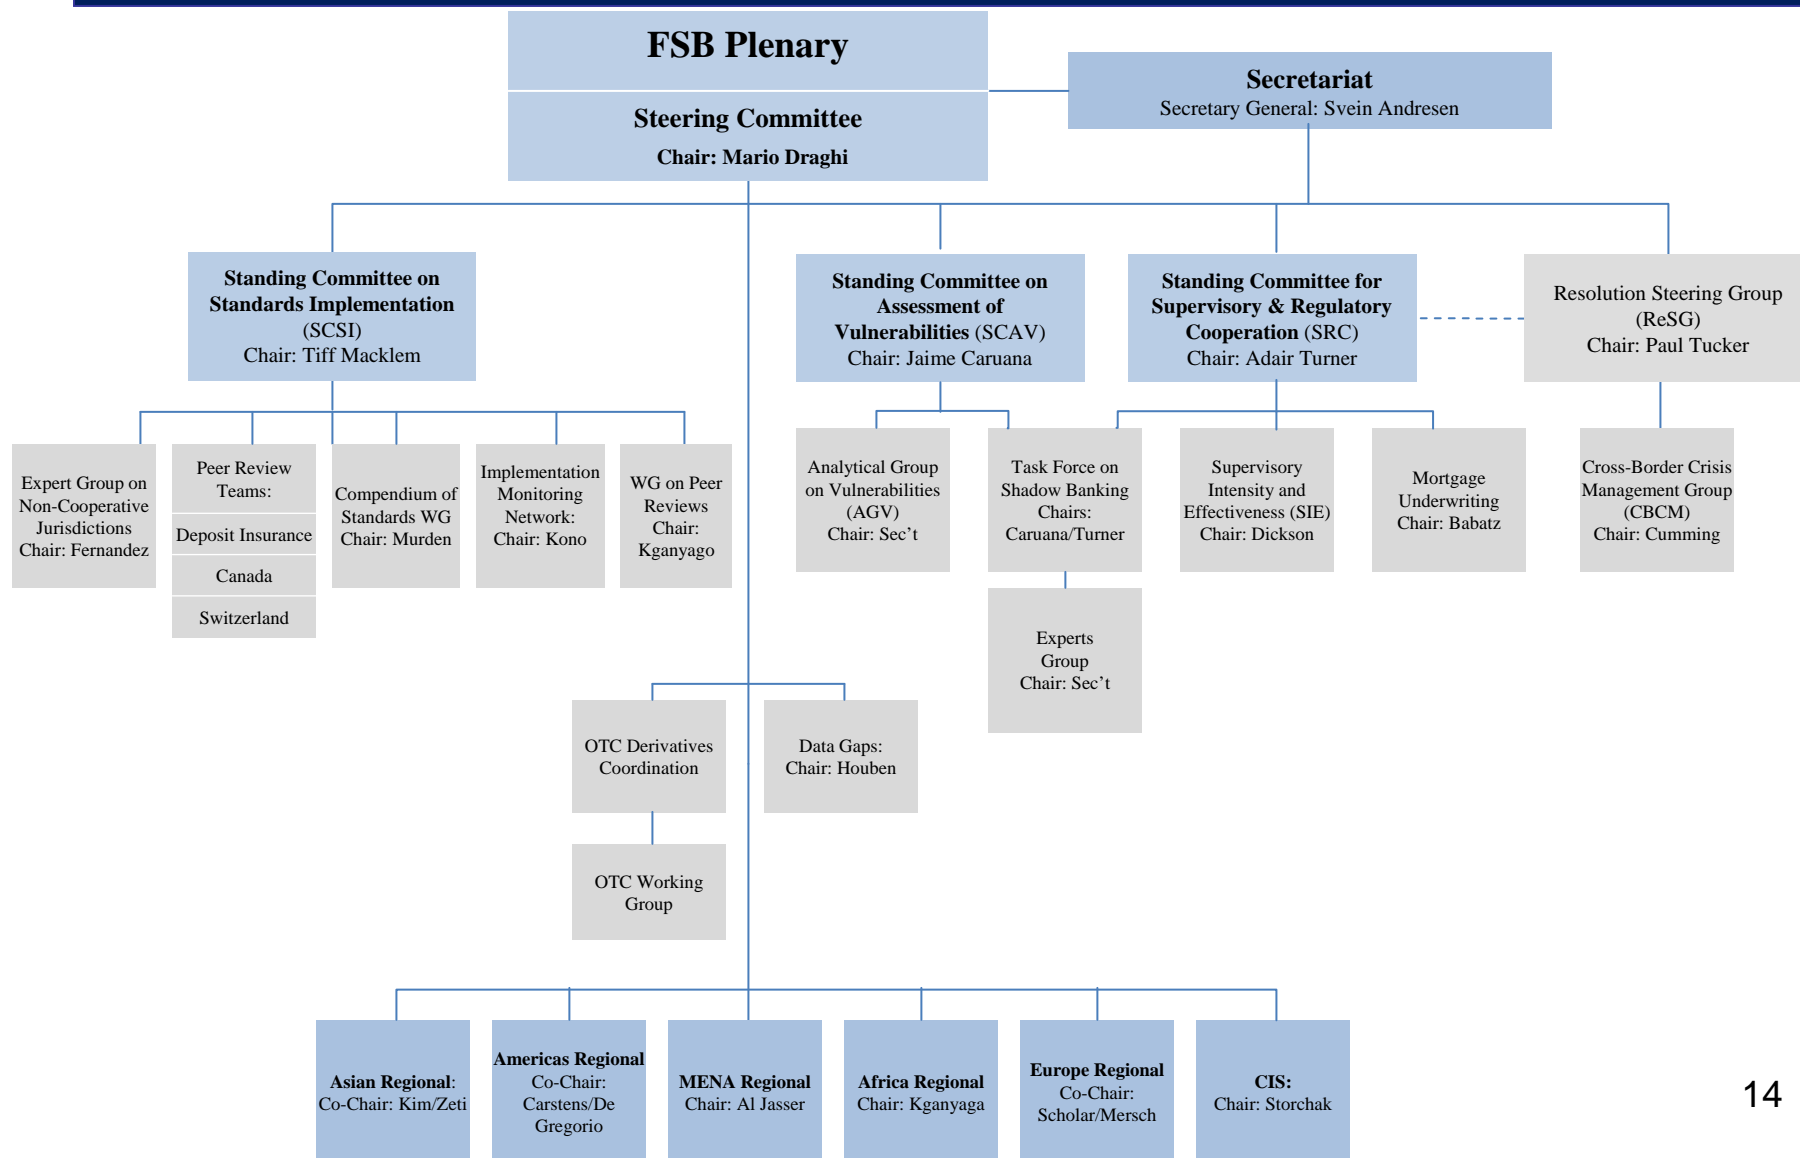 FSB Plenary
Steering Committee
Chair: Mario Draghi
Secretariat
Secretary General: Svein Andresen
Standing Committee on
Standards Implementation
(SCSI)
Chair: Tiff Macklem
Standing Committee on
Assessment of
Vulnerabilities (SCAV)
Chair: Jaime Caruana
Standing Committee for
Supervisory & Regulatory
Cooperation (SRC)
Chair: Adair Turner
Resolution Steering Group
(ReSG)
Chair: Paul Tucker
Expert Group on
Non-Cooperative
Jurisdictions
Chair: Fernandez
Peer Review
Teams:
Deposit Insurance
Canada
Switzerland
Compendium of
Standards WG
Chair: Murden
Implementation
Monitoring
Network:
Chair: Kono
WG on Peer
Reviews
Chair:
Kganyago
Analytical Group
on Vulnerabilities
(AGV)
Chair: Sec’t
Task Force on
Shadow Banking
Chairs:
Caruana/Turner
Supervisory
Intensity and
Effectiveness (SIE)
Chair: Dickson
Mortgage
Underwriting
Chair: Babatz
Cross-Border Crisis
Management Group
(CBCM)
Chair: Cumming
Experts
Group
Chair: Sec’t
OTC Derivatives
Coordination
Data Gaps:
Chair: Houben
OTC Working
Group
Asian Regional:
Co-Chair: Kim/Zeti
Americas Regional
Co-Chair:
Carstens/De
Gregorio
MENA Regional
Chair: Al Jasser
Africa Regional
Chair: Kganyaga
Europe Regional
Co-Chair:
Scholar/Mersch
CIS:
Chair: Storchak
14